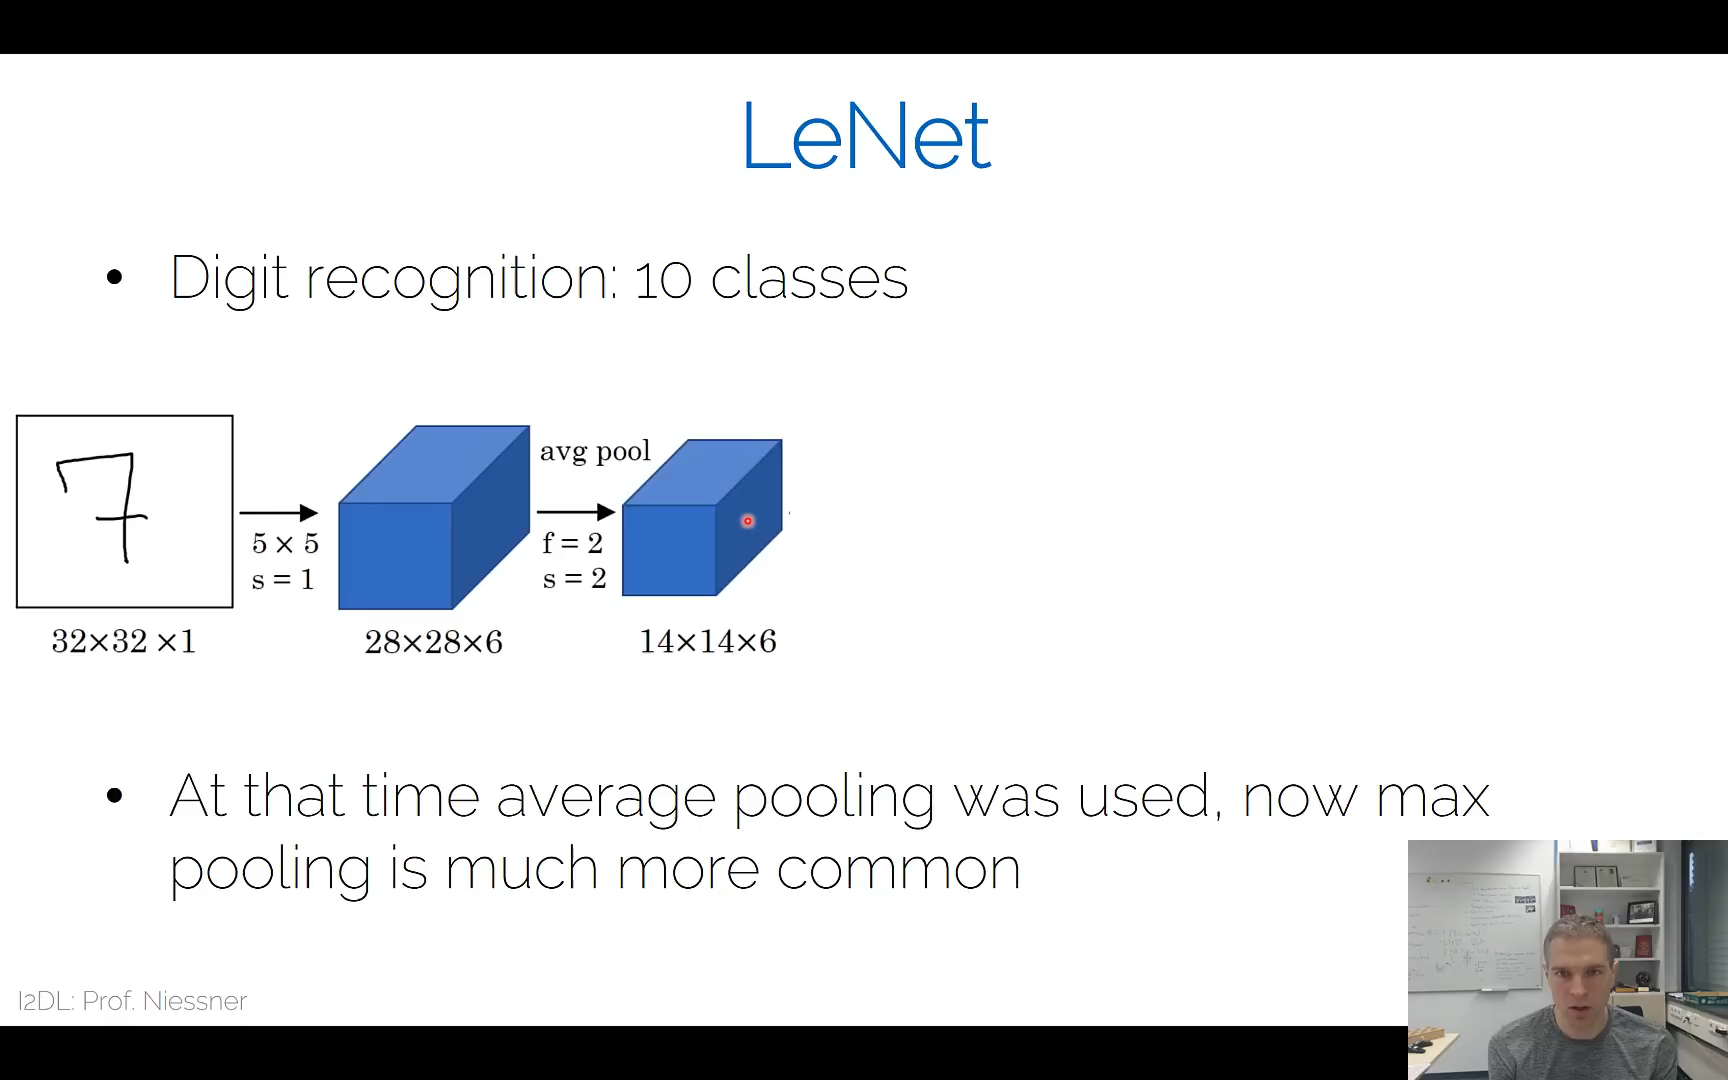 LeNet
• Digit recognition: 10 classes
7
5 × 5
s = 1
avg pool
f = 2
s = 2
32×32 ×1
28×28×6
14×14×6
• At that time average pooling was used, now max
pooling is much more common
I2DL: Prof. Niessner